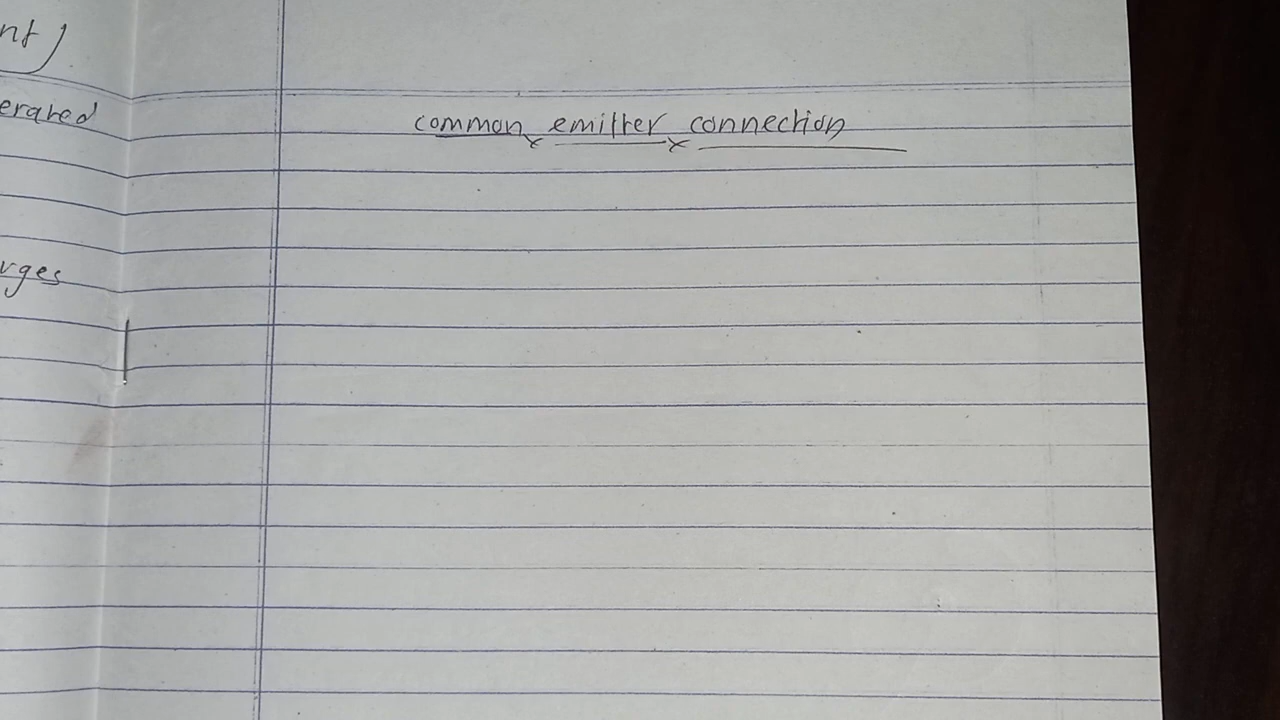 nt)
erated
common emitter connection
rges